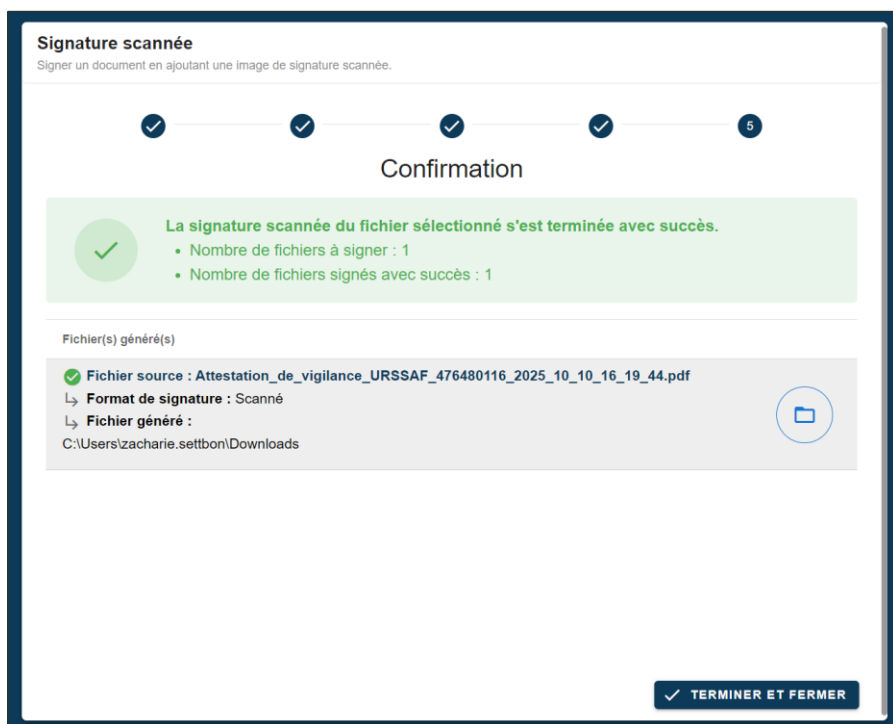 Signature scannée
Signer un document en ajoutant une image de signature scannée.
5
Confirmation
La signature scannée du fichier sélectionné s'est terminée avec succès.
• Nombre de fichiers à signer : 1
• Nombre de fichiers signés avec succès : 1
Fichier(s) généré(s)
Fichier source : Attestation_de_vigilance_URSSAF_476480116_2025_10_10_16_19_44.pdf
Format de signature : Scanné
Fichier généré :
C:\Users\zacharie.settbon\Downloads
TERMINER ET FERMER